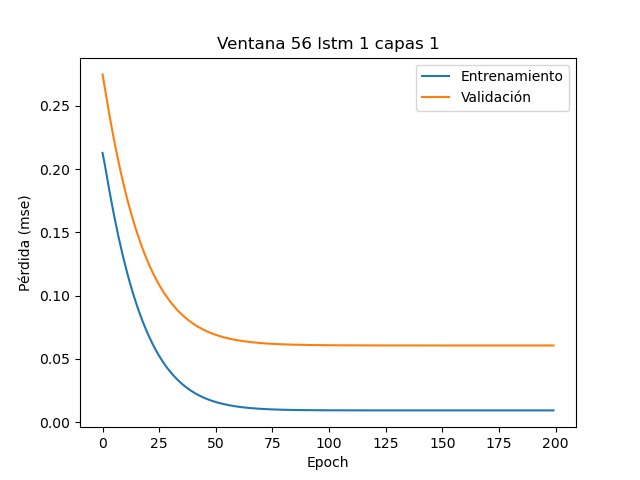 Ventana 56 lstm 1 capas 1
Entrenamiento
Validación
Pérdida (mse)
0.25
0.20
0.15
0.10
0.05
0.00
0 25 50 75 100 125 150 175 200
Epoch